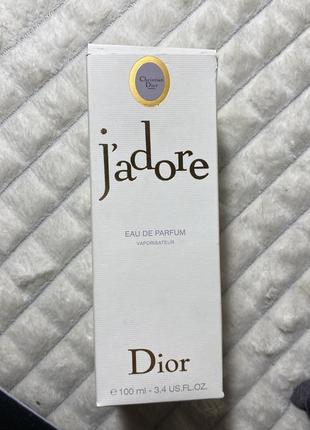 Christian
Dior
j'adore
EAU DE PARFUM
VAPORISATEUR
Dior
℮ 100 ml - 3.4 US.FL.OZ.